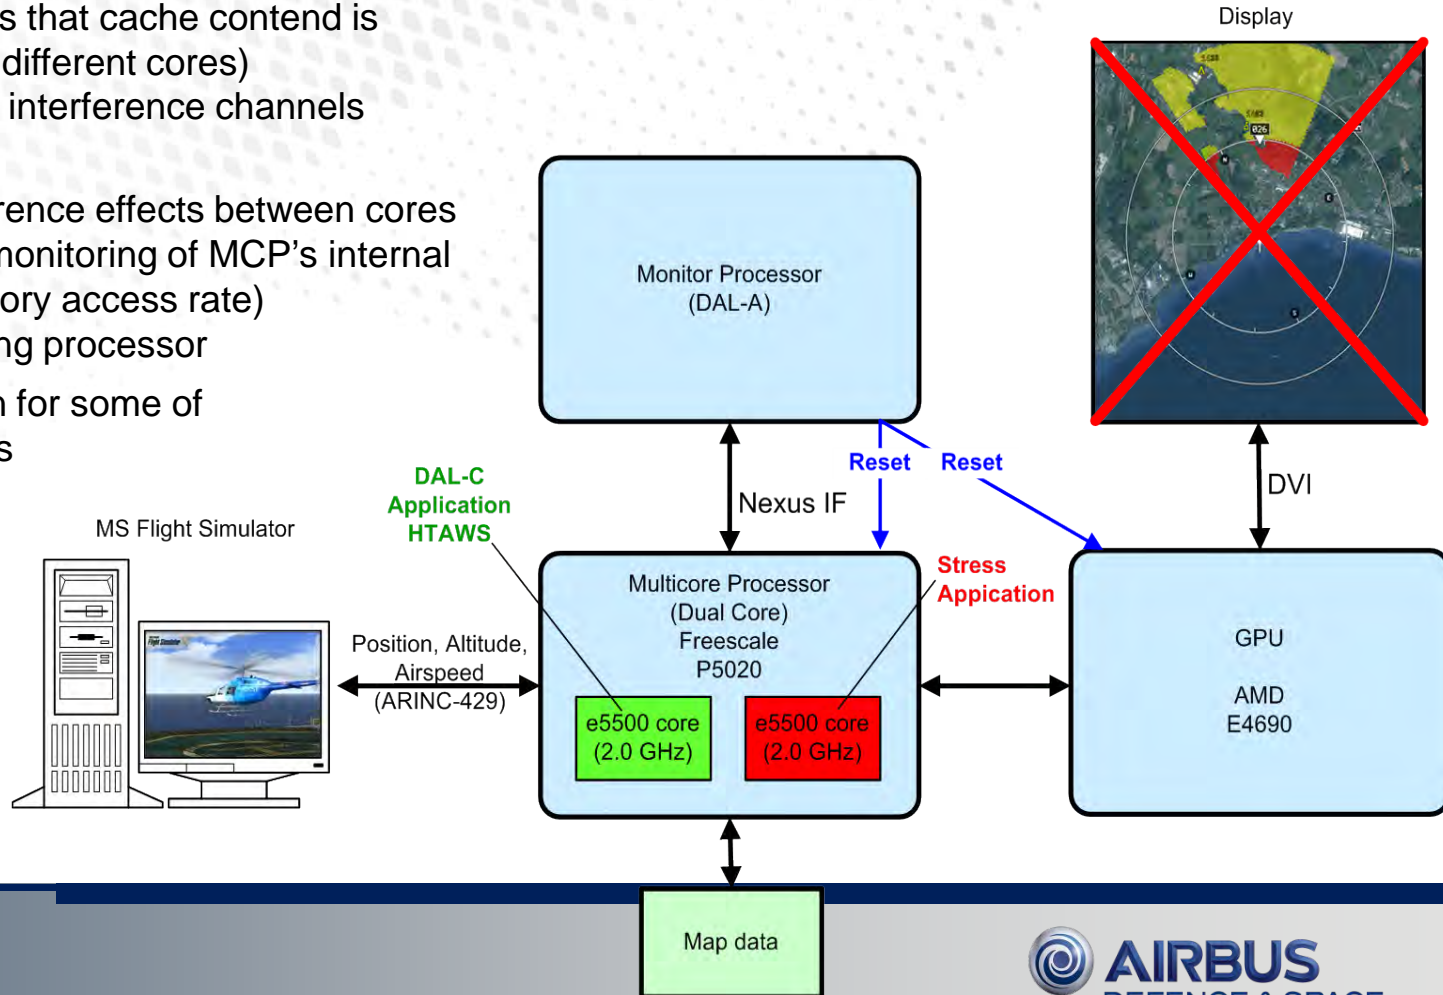 s that cache contend is
different cores)
interference channels
rence effects between cores
monitoring of MCP's internal
ory access rate)
ng processor
n for some of
s
Display
026
Monitor Processor
(DAL-A)
Reset
Reset
Nexus IF
DVI
DAL-C
Application
HTAWS
MS Flight Simulator
Position, Altitude,
Airspeed
(ARINC-429)
Multicore Processor
(Dual Core)
Freescale
P5020
Stress
Appication
e5500 core
(2.0 GHz)
e5500 core
(2.0 GHz)
GPU
AMD
E4690
Map data
AIRBUS
DEFENCE & SPACE